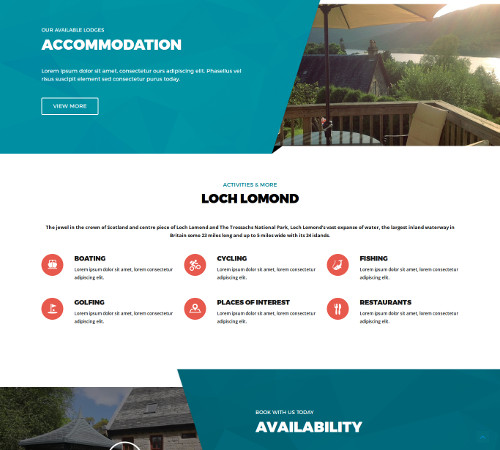 OUR AVAILABLE LODGES
ACCOMMODATION
Lorem ipsum dolor sit amet, cons ectetur ours adipiscing elit. Phasellus vel
risus suscipit elementum sed consectetur purus today.
VIEW MORE
ACTIVITIES & MORE
LOCH LOMOND
The jewel in the crown of Scotland and centre piece of Loch Lomond and The Trossachs National Park, Loch Lomond's vast expanse of water, the largest inland waterway in
Britain some 23 miles long and up to 5 miles wide with its 24 islands.
BOATING
Lorem ipsum dolor sit amet, lorem consectetur
adipiscing elit.
CYCLING
Lorem ipsum dolor sit amet, lorem consectetur
adipiscing elit.
FISHING
Lorem ipsum dolor sit amet, lorem consectetur
adipiscing elit.
GOLFING
Lorem ipsum dolor sit amet, lorem consectetur
adipiscing elit.
PLACES OF INTEREST
Lorem ipsum dolor sit amet, lorem consectetur
adipiscing elit.
RESTAURANTS
Lorem ipsum dolor sit amet, lorem consectetur
adipiscing elit.
BOOK WITH US TODAY
AVAILABILITY